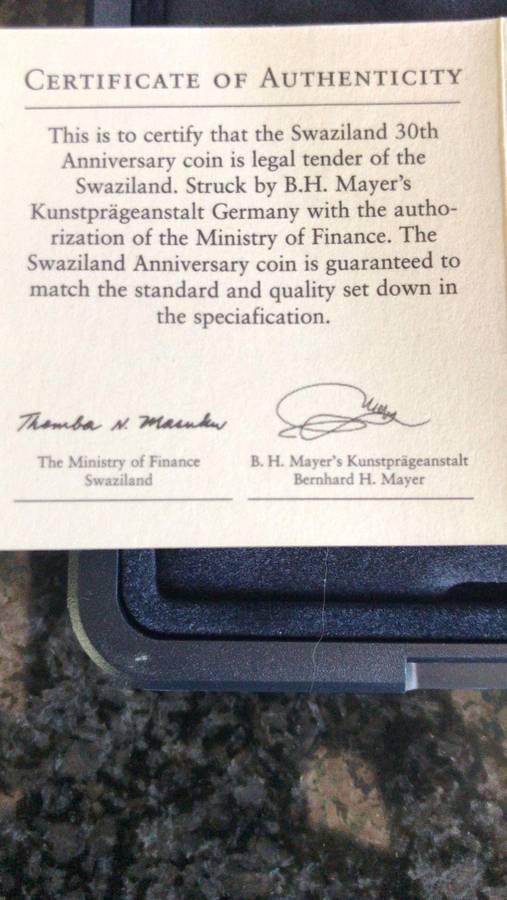 CERTIFICATE OF AUTHENTICITY
This is to certify that the Swaziland 30th
Anniversary coin is legal tender of the
Swaziland. Struck by B.H. Mayer's
Kunstprägeanstalt Germany with the autho-
rization of the Ministry of Finance. The
Swaziland Anniversary coin is guaranteed to
match the standard and quality set down in
the speciafication.
Themba N. Masuku
The Ministry of Finance
Swaziland
B. H. Mayer's Kunstprägeanstalt
Bernhard H. Mayer